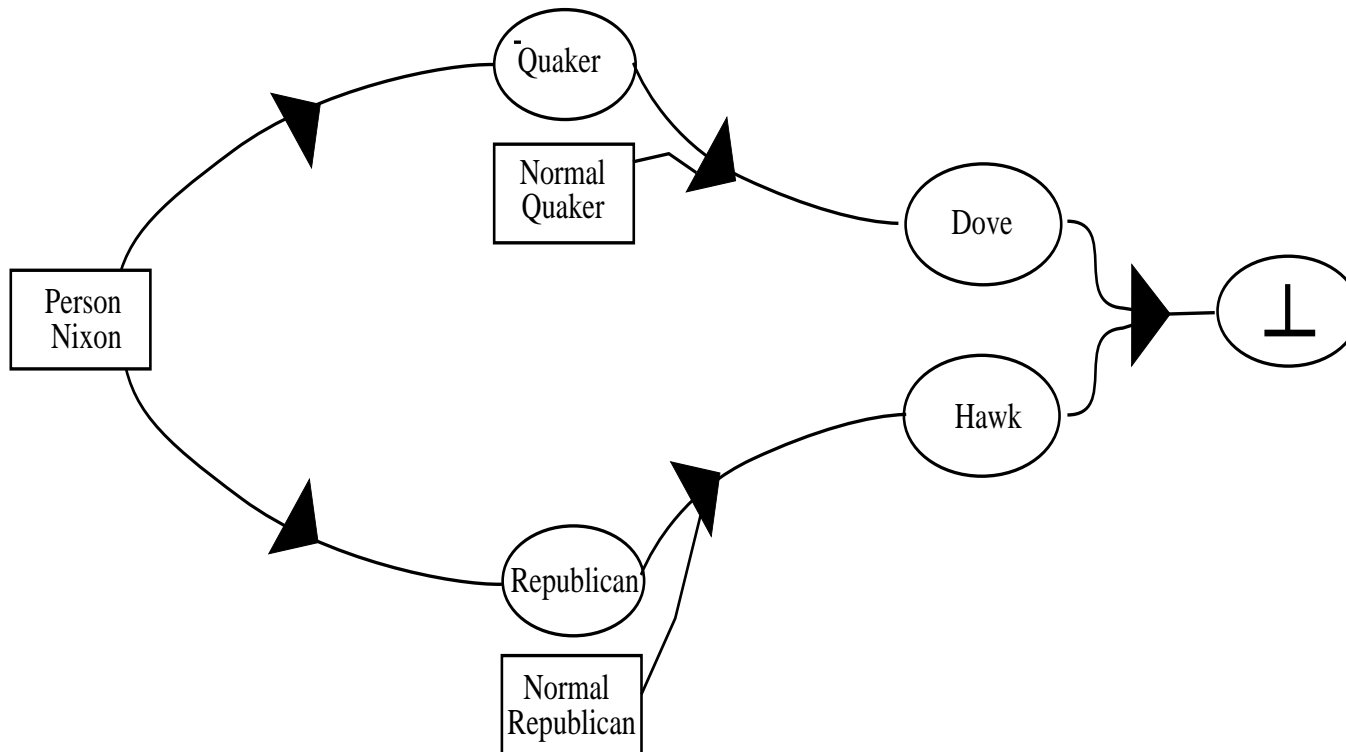 -Quaker
Normal
Quaker
Dove
Person
Nixon
⊥
Hawk
Republican
Normal
Republican